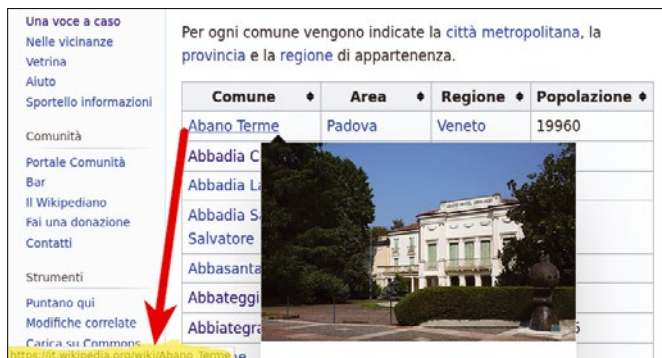 Una voce a caso
Nelle vicinanze
Vetrina
Aiuto
Sportello informazioni
Comunità
Portale Comunità
Bar
Il Wikipediano
Fai una donazione
Contatti
Strumenti
Puntano qui
Modifiche correlate
Carica su Commons
https://it.wikipedia.org/wiki/Abano_Terme
Per ogni comune vengono indicate la città metropolitana, la
provincia e la regione di appartenenza.
Comune Area Regione Popolazione
Abano Terme Padova Veneto 19960
Abbadia C
Abbadia La
Abbadia Sa
Salvatore
Abbasanta
Abbateggi
Abbiategra